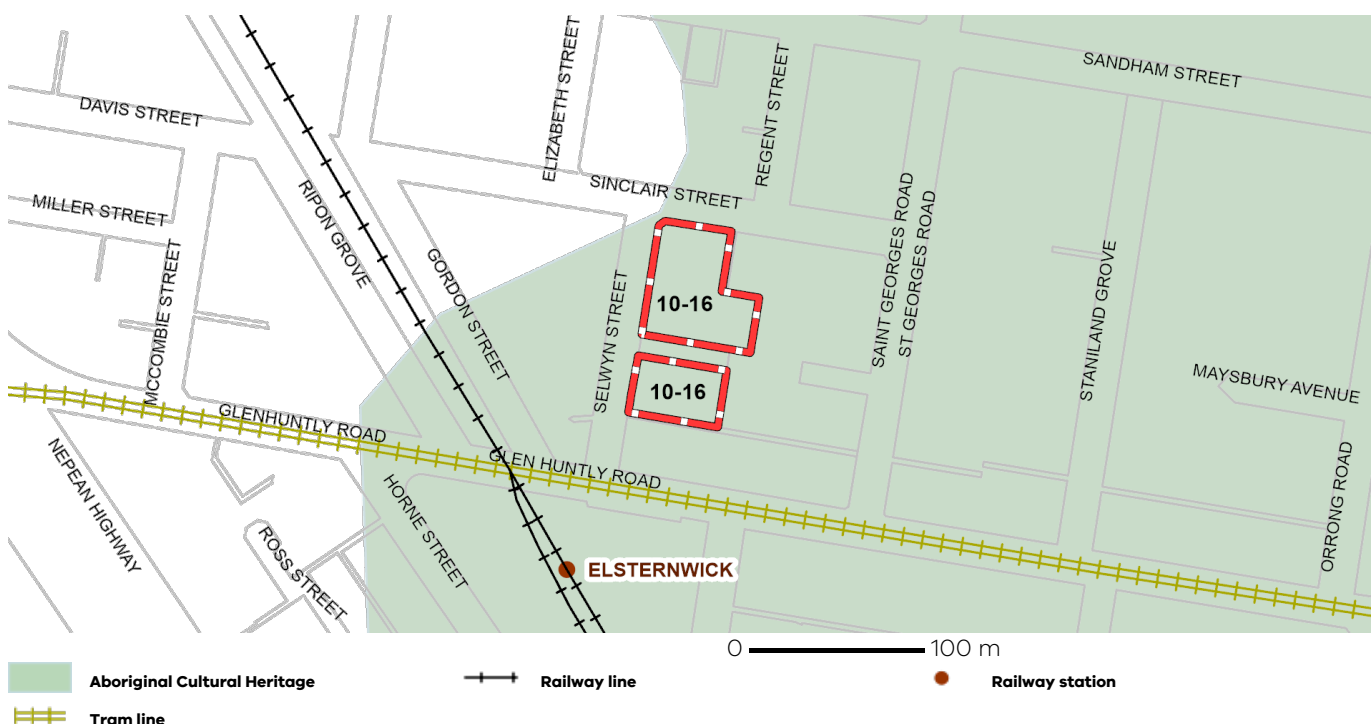 SANDHAM STREET
DAVIS STREET
ELIZABETH STREET
REGENT STREET
SINCLAIR STREET
MILLER STREET
RIPON GROVE
MCCOMBIE STREET
GORDON STREET
SELWYN STREET
10-16
10-16
SAINT GEORGES ROAD
ST GEORGES ROAD
STANILAND GROVE
MAYSBURY AVENUE
GLENHUNTLY ROAD
GLEN HUNTLY ROAD
NEPEAN HIGHWAY
HORNE STREET
ROSS STREET
ORRONG ROAD
ELSTERNWICK
0 100 m
Aboriginal Cultural Heritage
Railway line
Railway station
Tram line